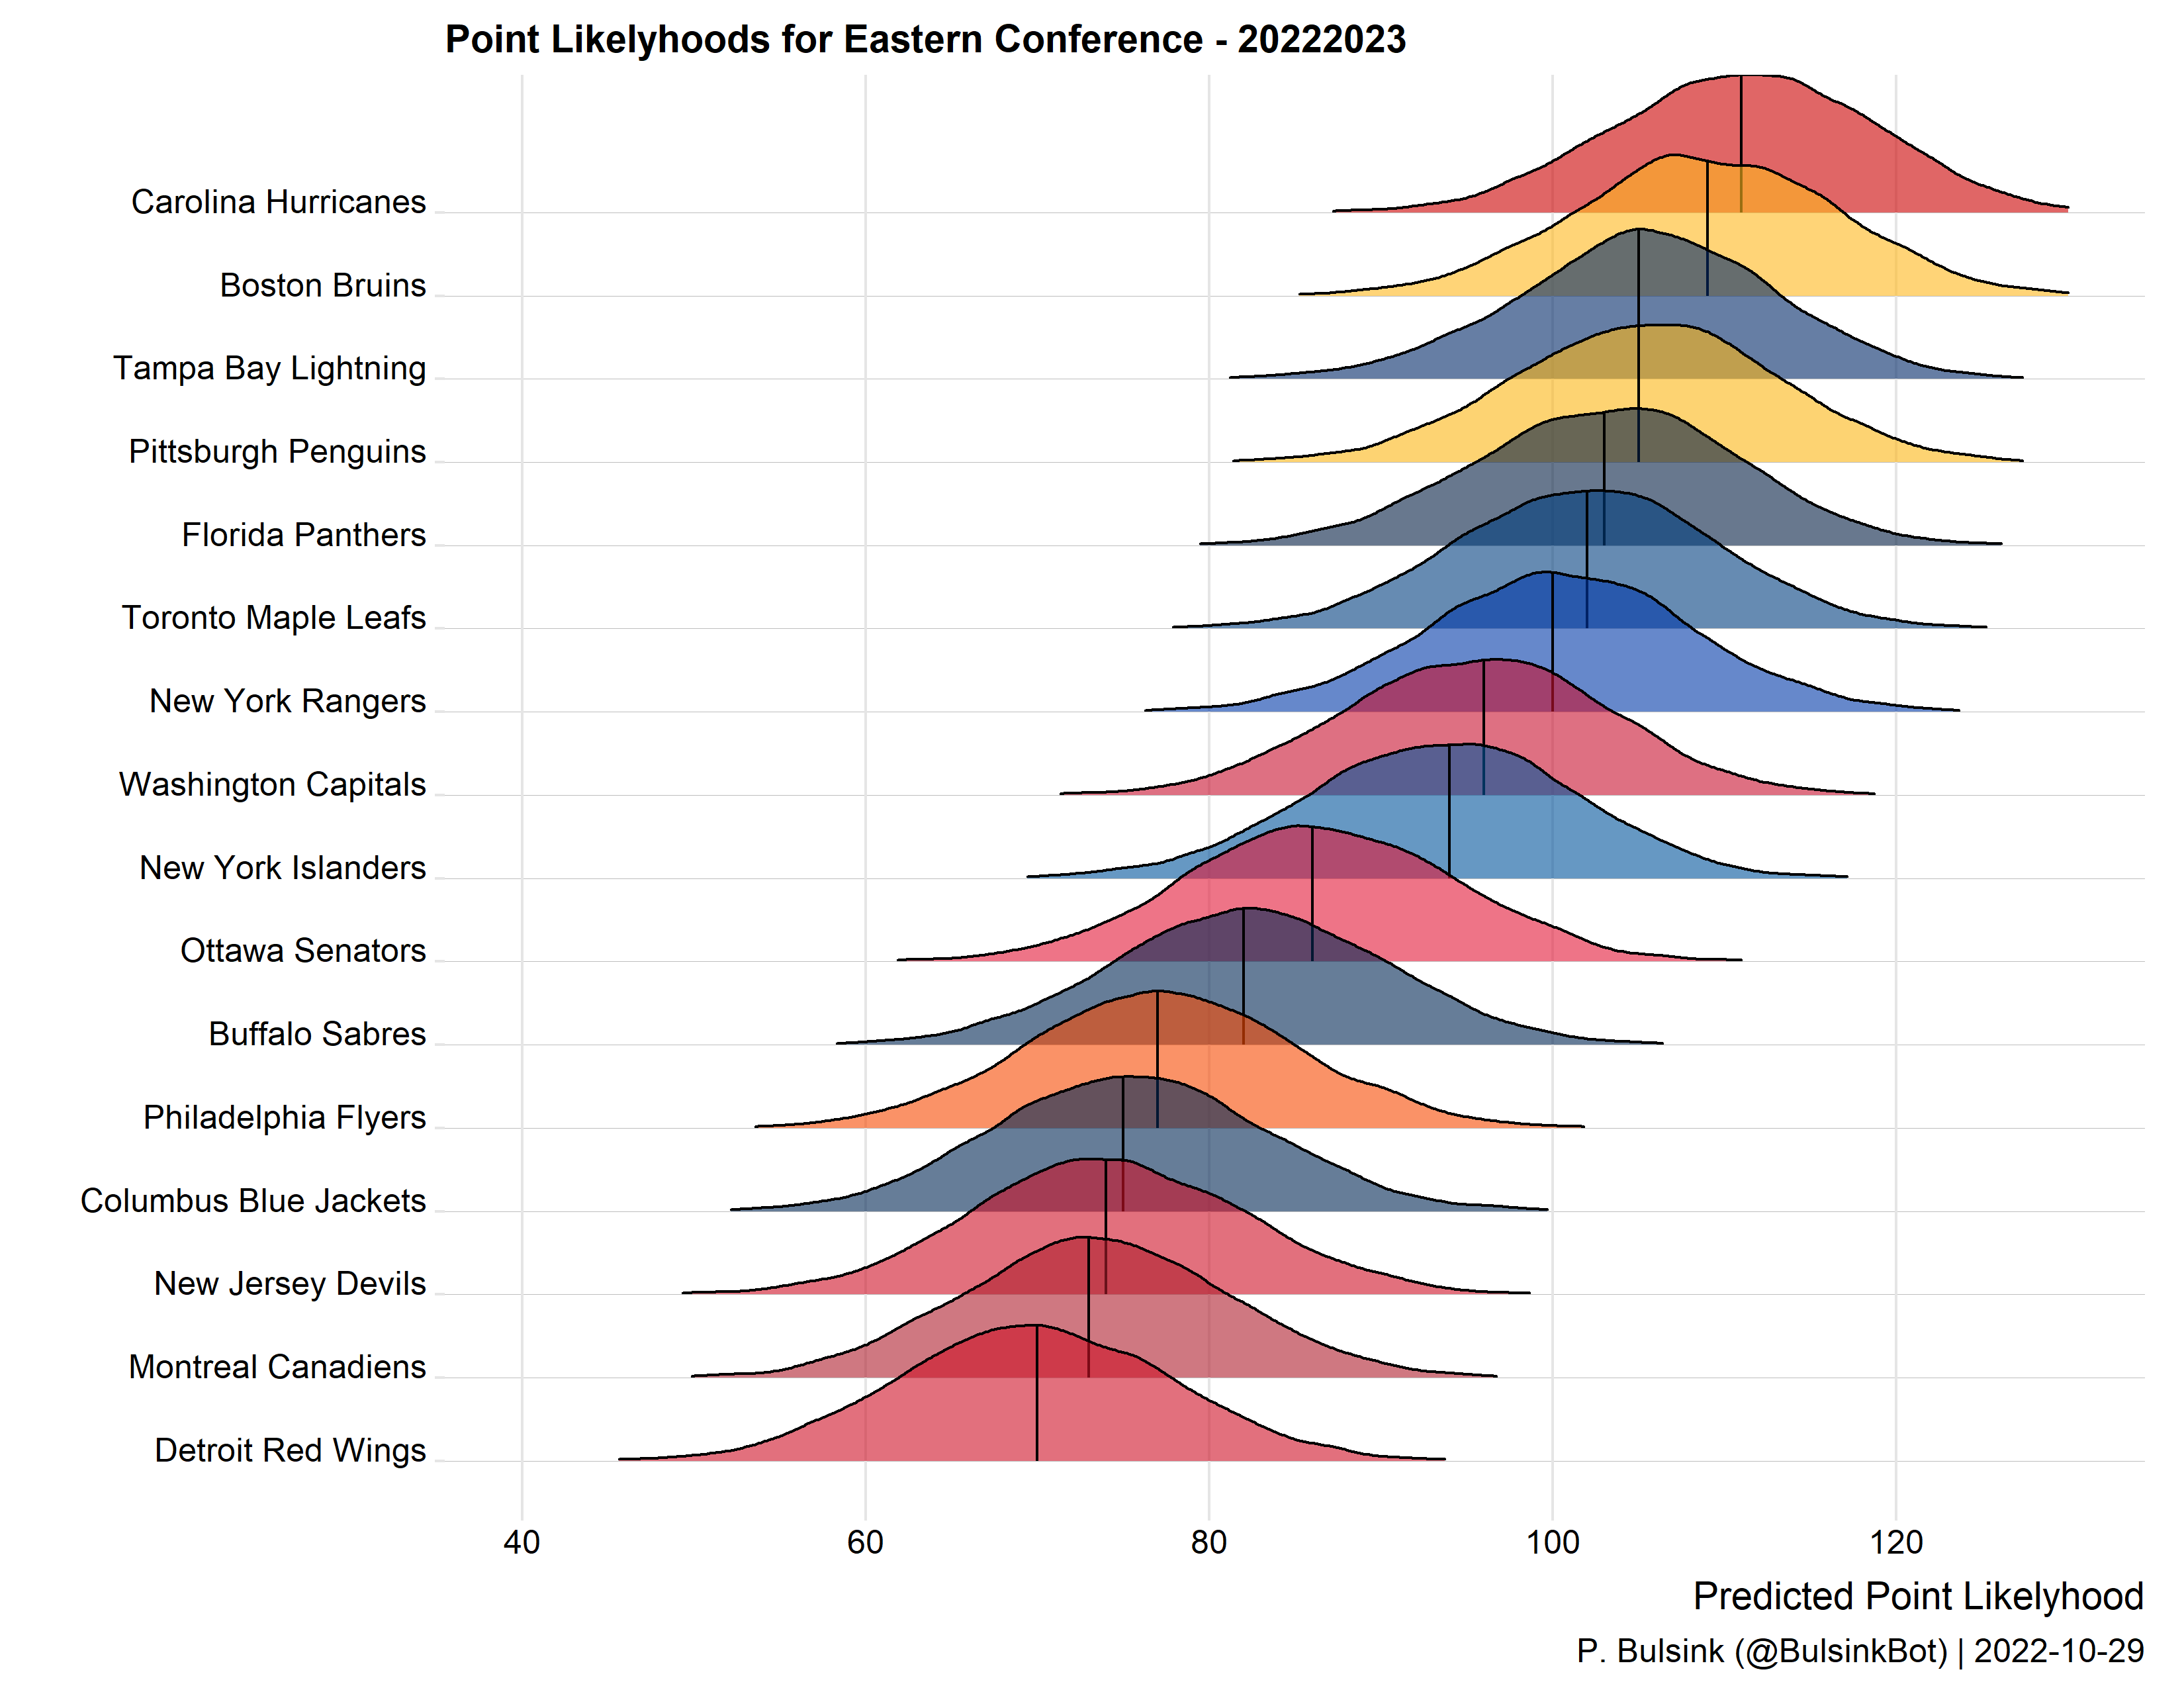 Point Likelyhoods for Eastern Conference - 20222023
Carolina Hurricanes
Boston Bruins
Tampa Bay Lightning
Pittsburgh Penguins
Florida Panthers
Toronto Maple Leafs
New York Rangers
Washington Capitals
New York Islanders
Ottawa Senators
Buffalo Sabres
Philadelphia Flyers
Columbus Blue Jackets
New Jersey Devils
Montreal Canadiens
Detroit Red Wings
40 60 80 100 120
Predicted Point Likelyhood
P. Bulsink (@BulsinkBot) | 2022-10-29